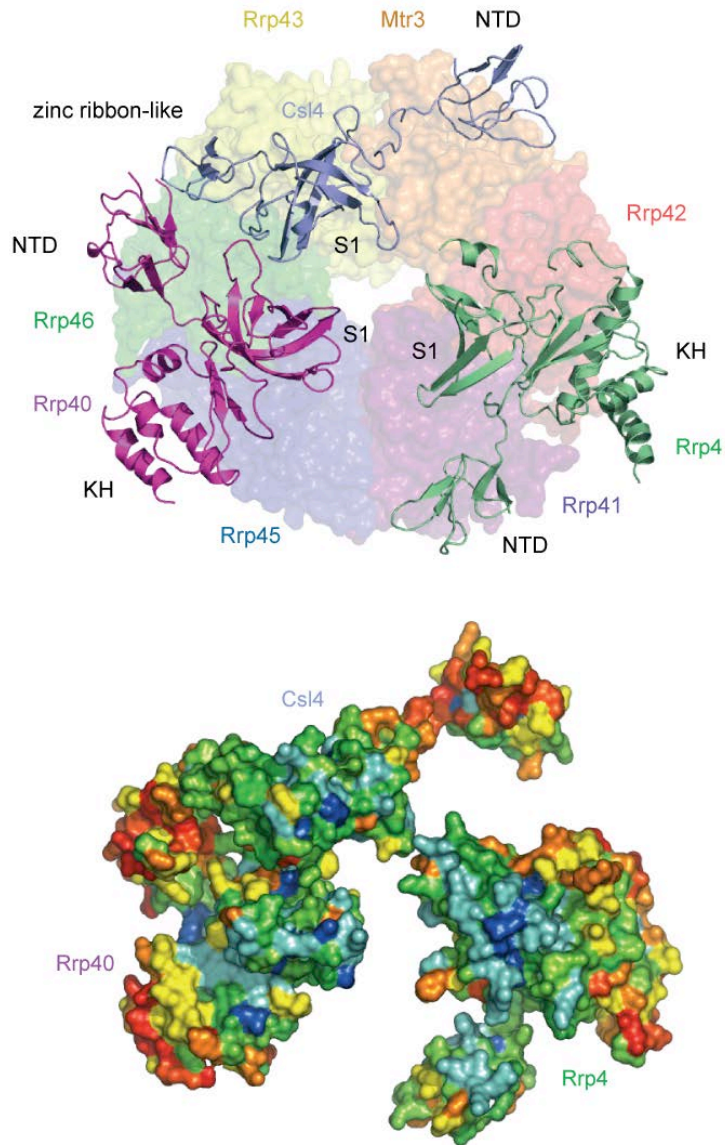 Rrp43 Mtr3 NTD
zinc ribbon-like Csl4
NTD Rrp42
S1
Rrp46 S1 S1 KH
Rrp40 Rrp4
KH Rrp41
Rrp45 NTD
Csl4
Rrp40
Rrp4